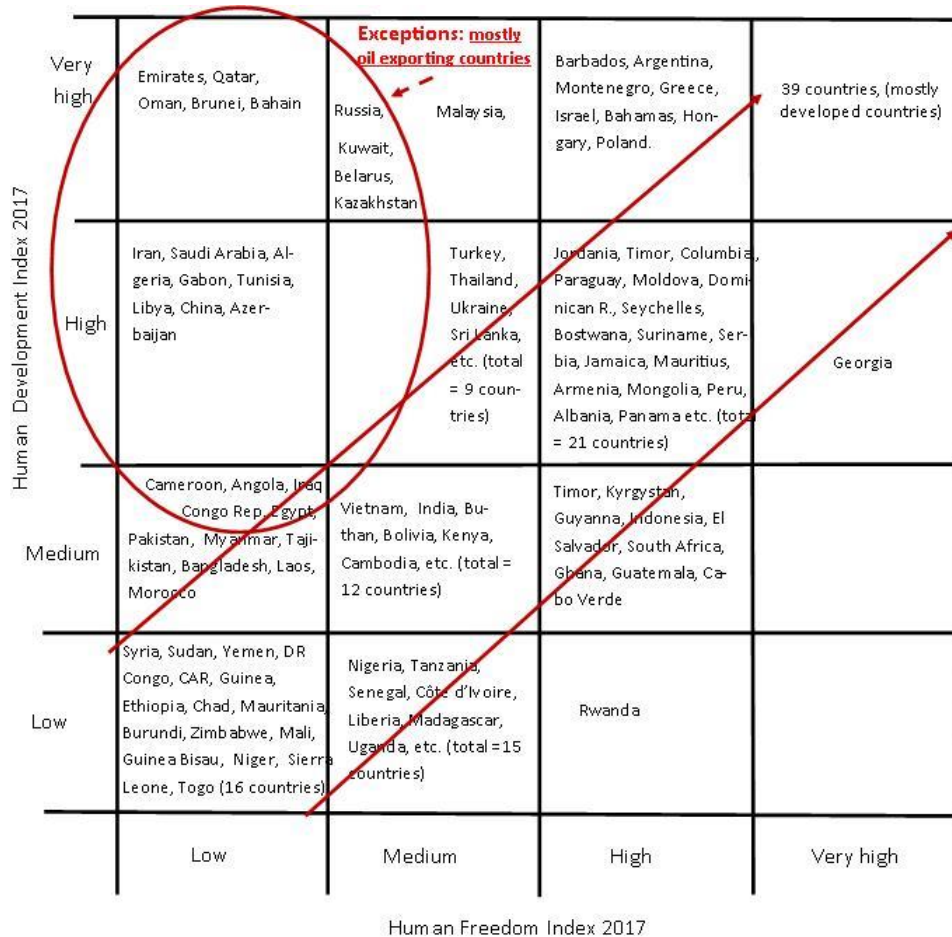 Exceptions: mostly
oil exporting countries
Human Development Index 2017
Very
high
Emirates, Qatar,
Oman, Brunei, Bahain
Russia,
Kuwait,
Belarus,
Kazakhstan
Malaysia,
Barbados, Argentina,
Montenegro, Greece,
Israel, Bahamas, Hon-
gary, Poland.
39 countries, (mostly
developed countries)
High
Iran, Saudi Arabia, Al-
geria, Gabon, Tunisia,
Libya, China, Azer-
baijan
Turkey,
Thailand,
Ukraine,
Sri Lanka,
etc. (total
= 9 coun-
tries)
Jordania, Timor, Columbia,
Paraguay, Moldova, Domi-
nican R., Seychelles,
Bostwana, Suriname, Ser-
bia, Jamaica, Mauritius,
Armenia, Mongolia, Peru,
Albania, Panama etc. (total
= 21 countries)
Georgia
Medium
Cameroon, Angola, Iraq
Congo Rep, Egypt,
Pakistan, Myanmar, Taji-
kistan, Bangladesh, Laos,
Morocco
Vietnam, India, Bu-
than, Bolivia, Kenya,
Cambodia, etc. (total =
12 countries)
Timor, Kyrgystan,
Guyanna, Indonesia, El
Salvador, South Africa,
Ghana, Guatemala, Ca-
bo Verde
Low
Syria, Sudan, Yemen, DR
Congo, CAR, Guinea,
Ethiopia, Chad, Mauritania,
Burundi, Zimbabwe, Mali,
Guinea Bisau, Niger, Sierra
Leone, Togo (16 countries)
Nigeria, Tanzania,
Senegal, Côte d'Ivoire,
Liberia, Madagascar,
Uganda, etc. (total =15
countries)
Rwanda
Low
Medium
High
Very high
Human Freedom Index 2017